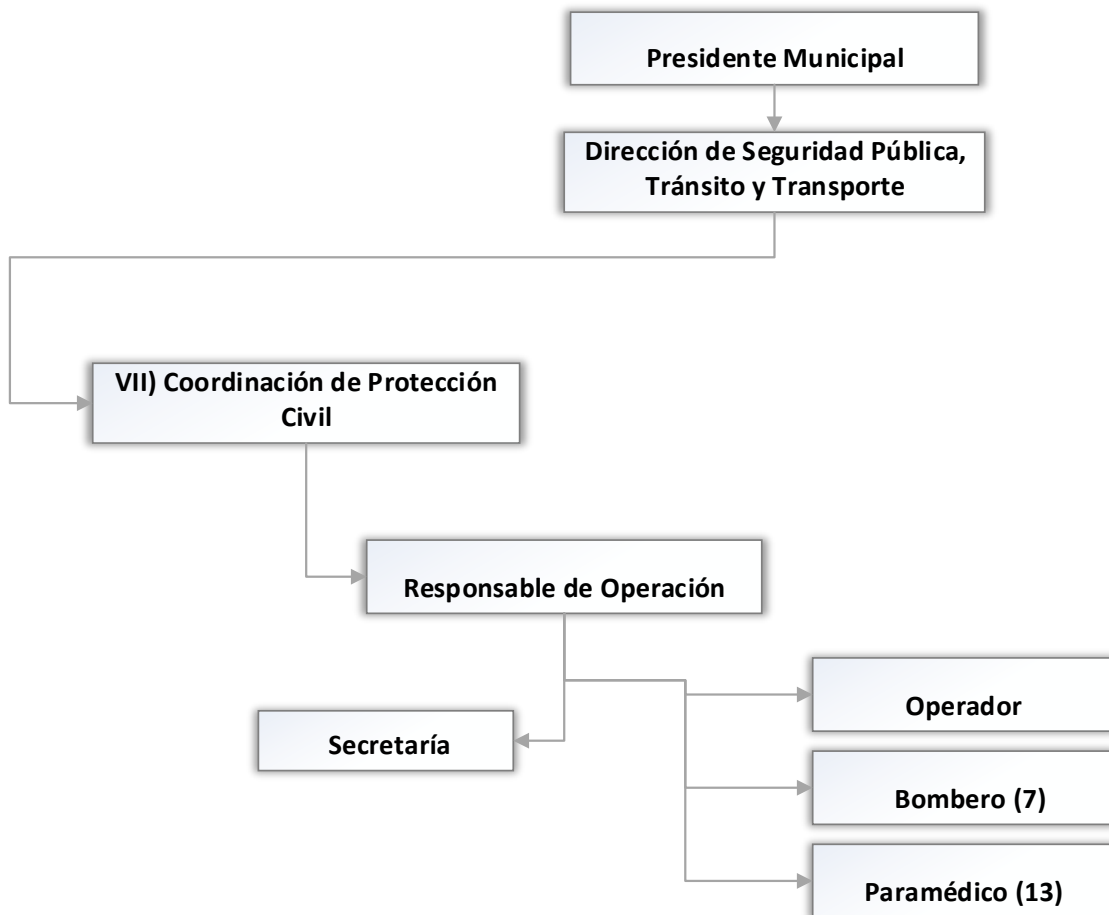 Presidente Municipal
Dirección de Seguridad Pública,
Tránsito y Transporte
VII) Coordinación de Protección
Civil
Responsable de Operación
Secretaría
Operador
Bombero (7)
Paramédico (13)